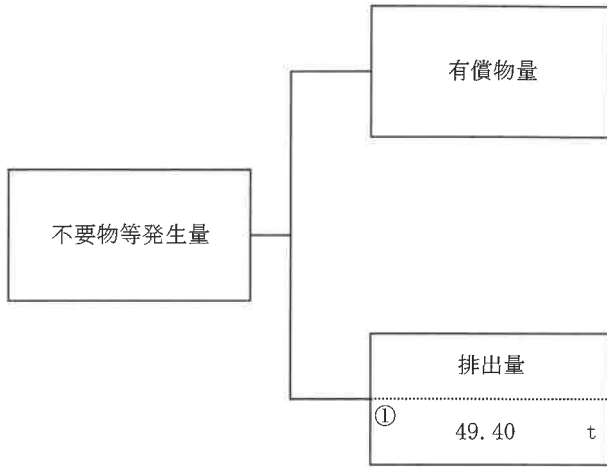 有償物量
不要物等発生量
排出量
①
49.40 t